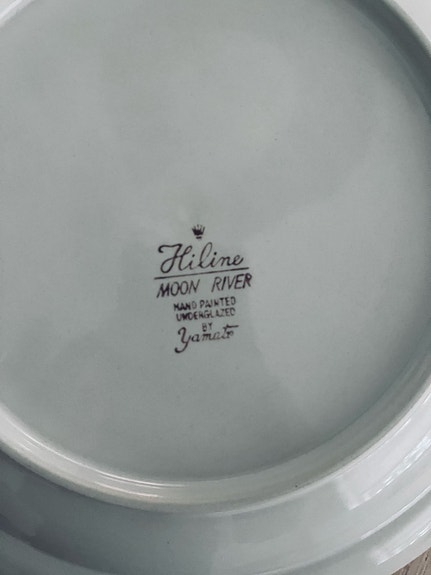 Hiline
MOON RIVER
HAND PAINTED
UNDERGLAZED
BY
Yamato